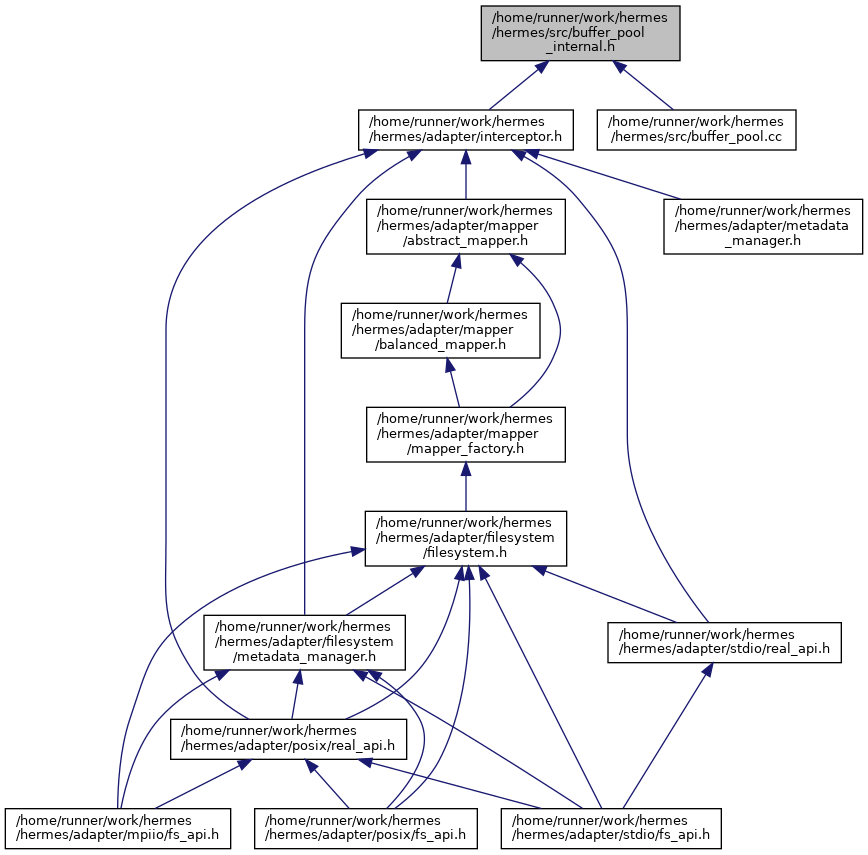 /home/runner/work/hermes
/hermes/src/buffer_pool
_internal.h
/home/runner/work/hermes
/hermes/adapter/interceptor.h
/home/runner/work/hermes
/hermes/src/buffer_pool.cc
/home/runner/work/hermes
/hermes/adapter/mapper
/abstract_mapper.h
/home/runner/work/hermes
/hermes/adapter/metadata
_manager.h
/home/runner/work/hermes
/hermes/adapter/mapper
/balanced_mapper.h
/home/runner/work/hermes
/hermes/adapter/mapper
/mapper_factory.h
/home/runner/work/hermes
/hermes/adapter/filesystem
/filesystem.h
/home/runner/work/hermes
/hermes/adapter/filesystem
/metadata_manager.h
/home/runner/work/hermes
/hermes/adapter/stdio/real_api.h
/home/runner/work/hermes
/hermes/adapter/posix/real_api.h
/home/runner/work/hermes
/hermes/adapter/mpiio/fs_api.h
/home/runner/work/hermes
/hermes/adapter/posix/fs_api.h
/home/runner/work/hermes
/hermes/adapter/stdio/fs_api.h